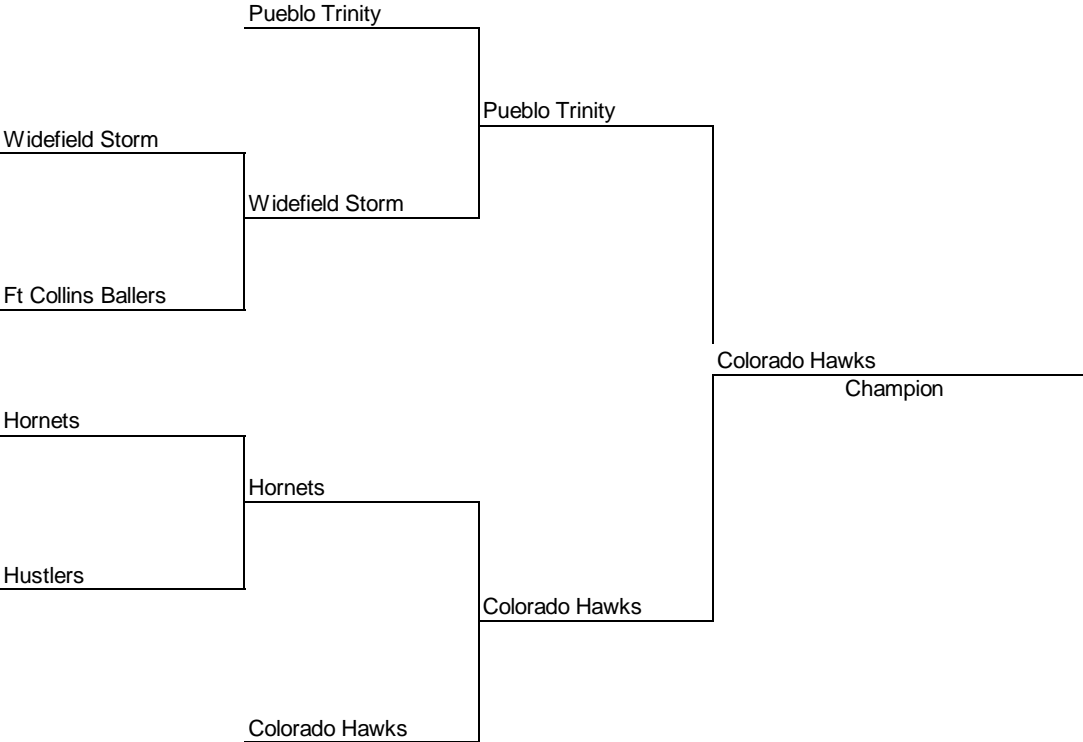 Pueblo Trinity
Pueblo Trinity
Widefield Storm
Widefield Storm
Ft Collins Ballers
Colorado Hawks
Champion
Hornets
Hornets
Hustlers
Colorado Hawks
Colorado Hawks